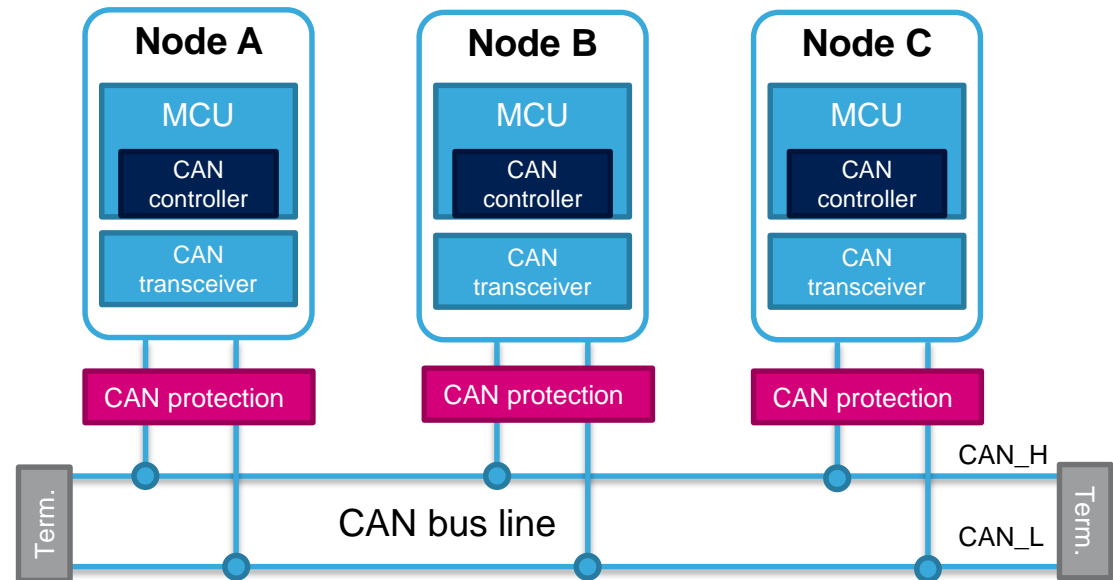 Node A
Node B
Node C
MCU
MCU
MCU
CAN
controller
CAN
controller
CAN
controller
CAN
transceiver
CAN
transceiver
CAN
transceiver
CAN protection
CAN protection
CAN protection
CAN_H
Term.
CAN bus line
CAN_L
Term.